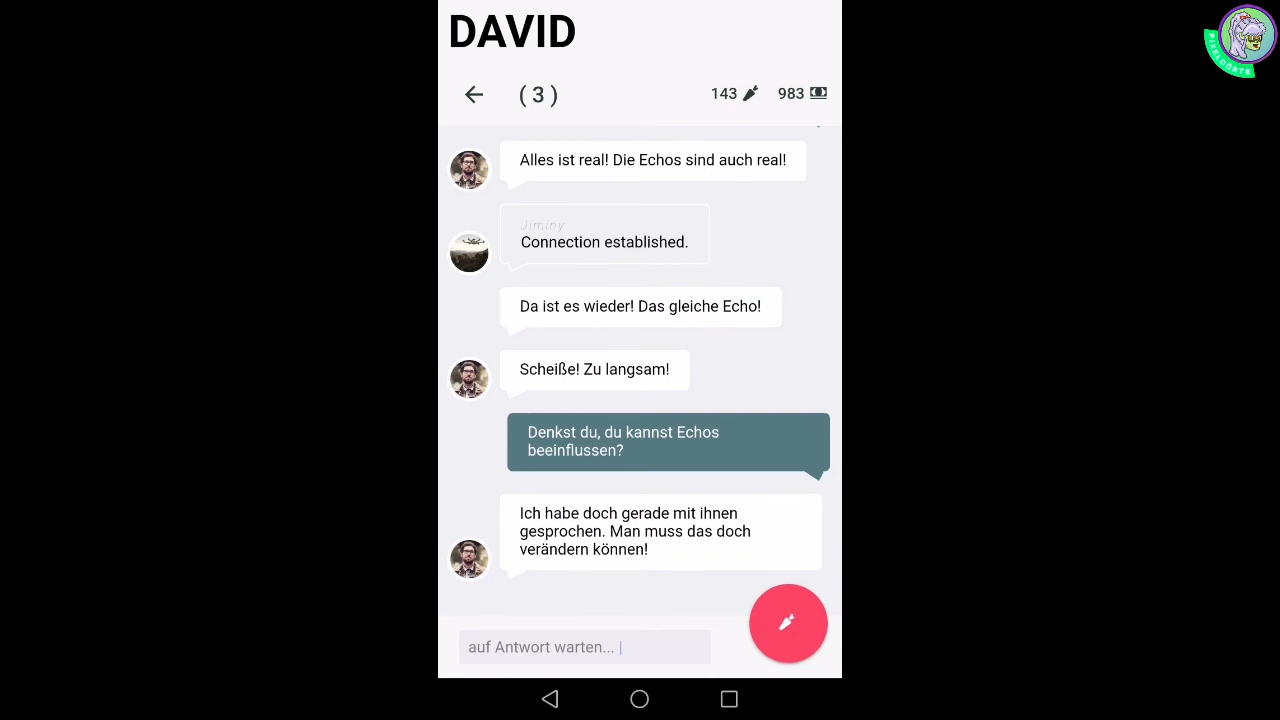 DAVID
( 3 )
143
983
Alles ist real! Die Echos sind auch real!
Jiminy
Connection established.
Da ist es wieder! Das gleiche Echo!
Scheiße! Zu langsam!
Denkst du, du kannst Echos
beeinflussen?
Ich habe doch gerade mit ihnen
gesprochen. Man muss das doch
verändern können!
auf Antwort warten...
PIXELDÖRTE